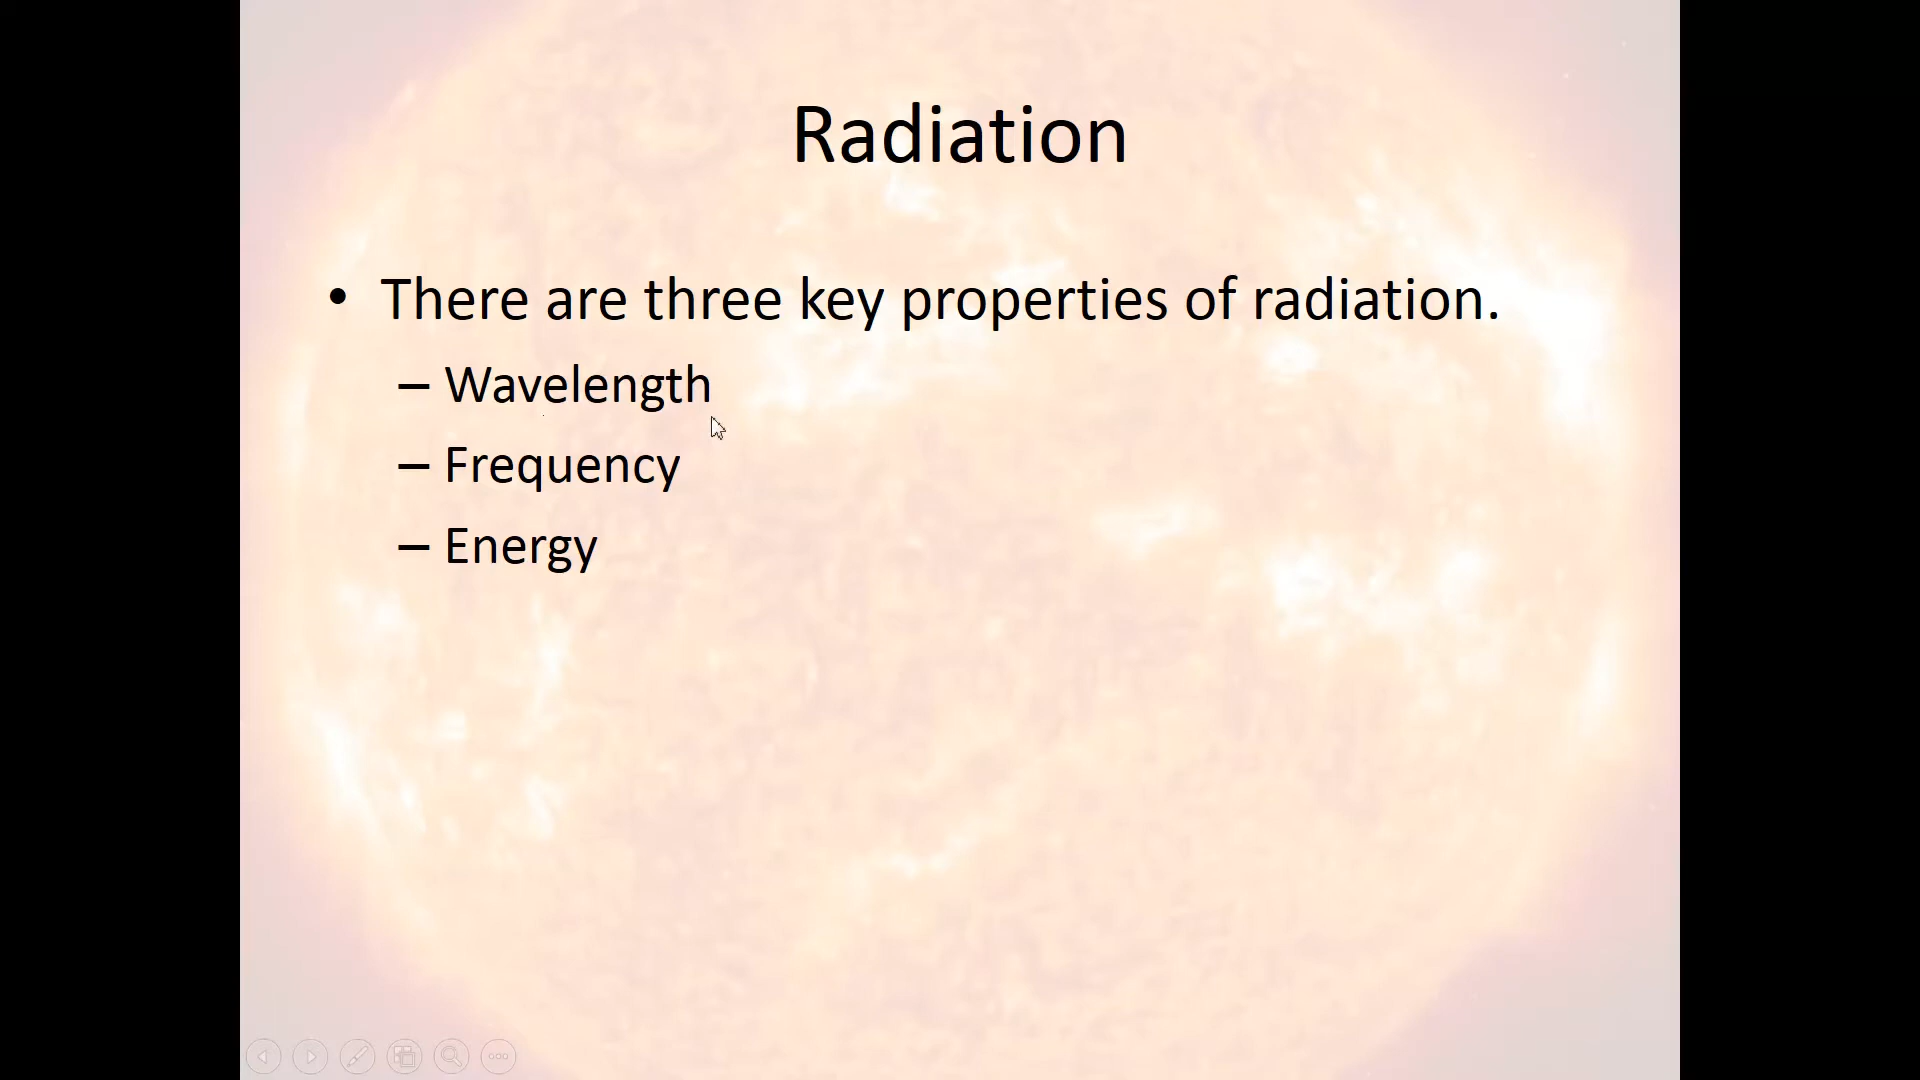 Radiation
• There are three key properties of radiation.
– Wavelength
– Frequency
– Energy